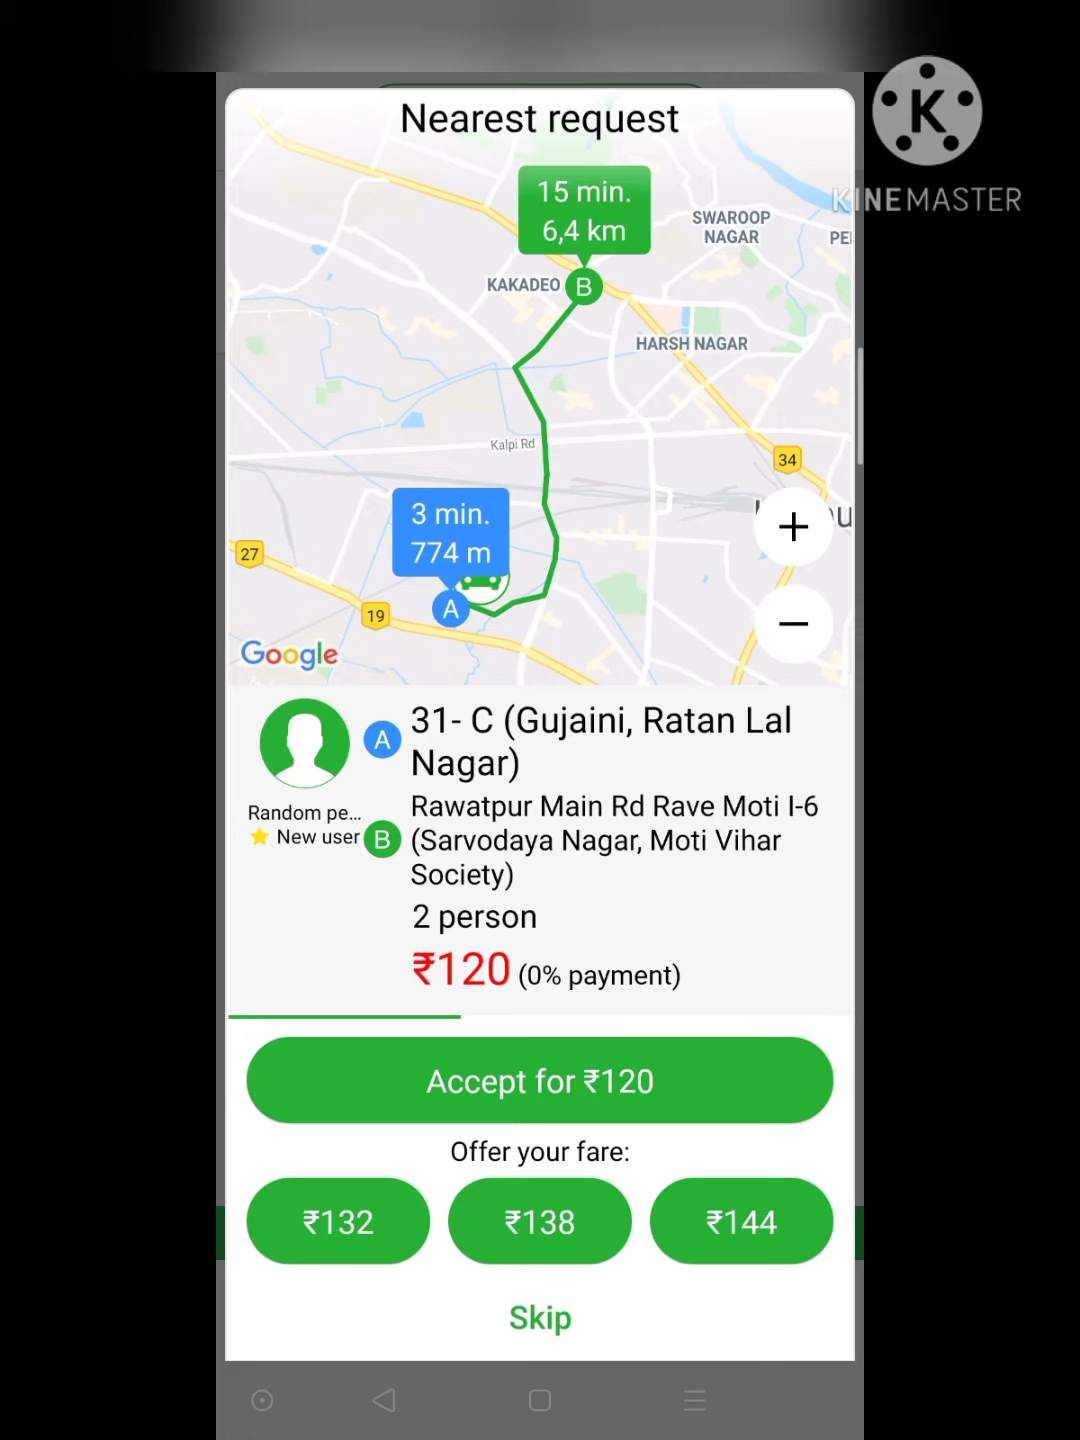 Nearest request
K
KINEMASTER
15 min.
6,4 km
SWAROOP
NAGAR
KAKADEO
B
HARSH NAGAR
Kalpi Rd
34
3 min.
774 m
27
A
19
Google
+
−
A
31- C (Gujaini, Ratan Lal
Nagar)
Random pe...
New user
B
Rawatpur Main Rd Rave Moti I-6
(Sarvodaya Nagar, Moti Vihar
Society)
2 person
₹120 (0% payment)
Accept for ₹120
Offer your fare:
₹132
₹138
₹144
Skip